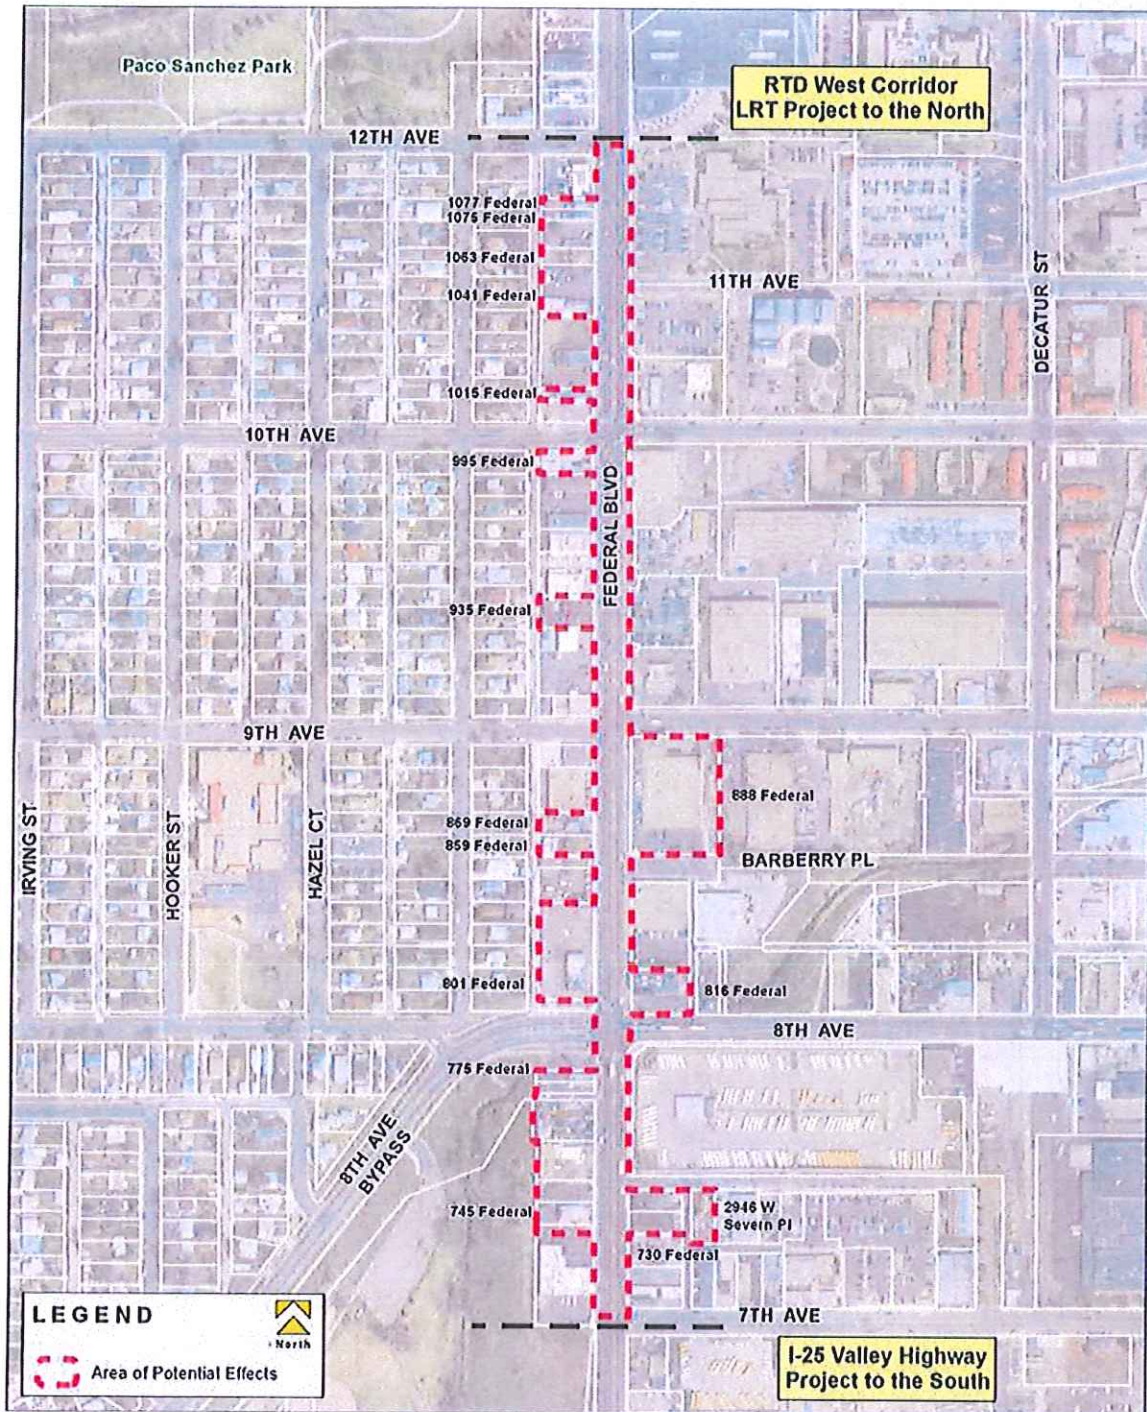 Paco Sanchez Park
RTD West Corridor
LRT Project to the North
12TH AVE
1077 Federal
1075 Federal
1053 Federal
1041 Federal
11TH AVE
DECATUR ST
1015 Federal
10TH AVE
995 Federal
FEDERAL BLVD
935 Federal
9TH AVE
888 Federal
869 Federal
859 Federal
BARBERRY PL
IRVING ST
HOOKER ST
HAZEL CT
801 Federal
816 Federal
8TH AVE
775 Federal
8TH AVE
BYPASS
745 Federal
2946 W
Severn Pl
730 Federal
7TH AVE
LEGEND
North
Area of Potential Effects
I-25 Valley Highway
Project to the South